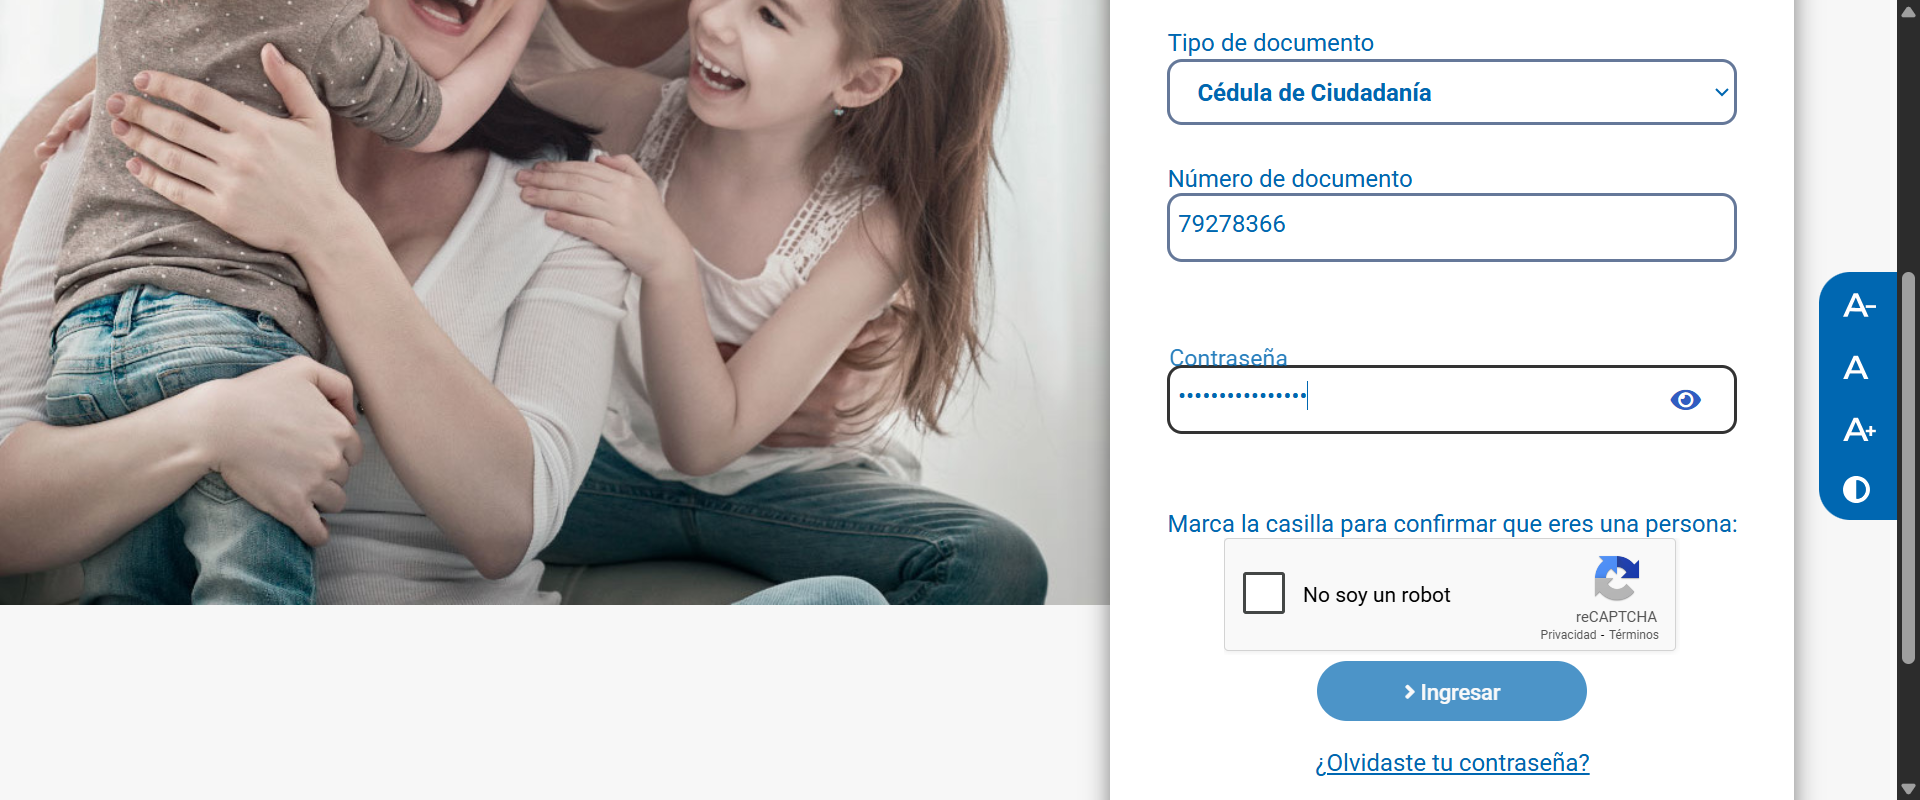 Tipo de documento
Cédula de Ciudadanía
Número de documento
79278366
Contraseña
••••••••••••••••
Marca la casilla para confirmar que eres una persona:
No soy un robot
reCAPTCHA
Privacidad - Términos
Ingresar
¿Olvidaste tu contraseña?
A-
A
A+